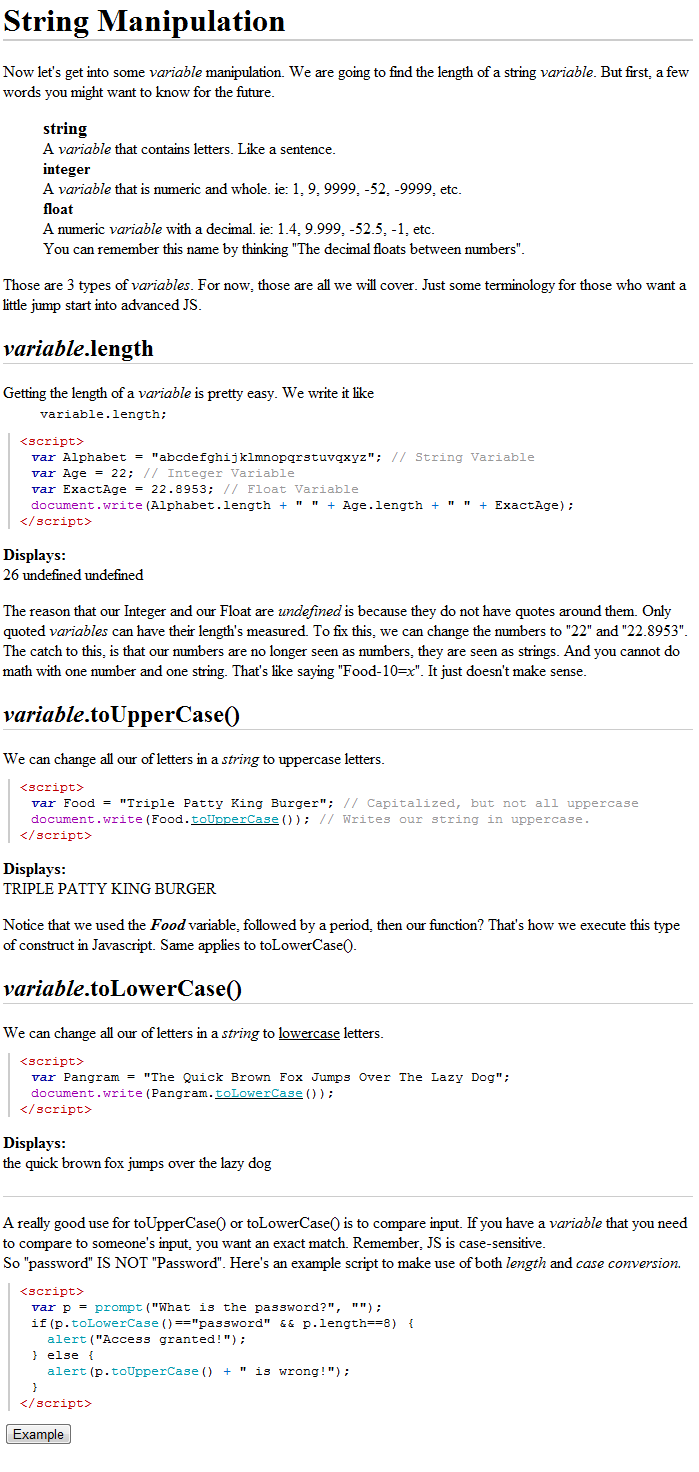 String Manipulation
Now let's get into some variable manipulation. We are going to find the length of a string variable. But first, a few
words you might want to know for the future.
string
A variable that contains letters. Like a sentence.
integer
A variable that is numeric and whole. ie: 1, 9, 9999, -52, -9999, etc.
float
A numeric variable with a decimal. ie: 1.4, 9.999, -52.5, -1, etc.
You can remember this name by thinking "The decimal floats between numbers".
Those are 3 types of variables. For now, those are all we will cover. Just some terminology for those who want a
little jump start into advanced JS.
variable.length
Getting the length of a variable is pretty easy. We write it like
variable.length;
<script>
var Alphabet = "abcdefghijklmnopqrstuvqxyz"; // String Variable
var Age = 22; // Integer Variable
var ExactAge = 22.8953; // Float Variable
document.write(Alphabet.length + " " + Age.length + " " + ExactAge);
</script>
Displays:
26 undefined undefined
The reason that our Integer and our Float are undefined is because they do not have quotes around them. Only
quoted variables can have their length's measured. To fix this, we can change the numbers to "22" and "22.8953".
The catch to this, is that our numbers are no longer seen as numbers, they are seen as strings. And you cannot do
math with one number and one string. That's like saying "Food-10=x". It just doesn't make sense.
variable.toUpperCase()
We can change all our of letters in a string to uppercase letters.
<script>
var Food = "Triple Patty King Burger"; // Capitalized, but not all uppercase
document.write(Food.toUpperCase()); // Writes our string in uppercase.
</script>
Displays:
TRIPLE PATTY KING BURGER
Notice that we used the Food variable, followed by a period, then our function? That's how we execute this type
of construct in Javascript. Same applies to toLowerCase().
variable.toLowerCase()
We can change all our of letters in a string to lowercase letters.
<script>
var Pangram = "The Quick Brown Fox Jumps Over The Lazy Dog";
document.write(Pangram.toLowerCase());
</script>
Displays:
the quick brown fox jumps over the lazy dog
A really good use for toUpperCase() or toLowerCase() is to compare input. If you have a variable that you need
to compare to someone's input, you want an exact match. Remember, JS is case-sensitive.
So "password" IS NOT "Password". Here's an example script to make use of both length and case conversion.
<script>
var p = prompt("What is the password?", "");
if(p.toLowerCase()=="password" && p.length==8) {
alert("Access granted!");
} else {
alert(p.toUpperCase() + " is wrong!");
}
</script>
Example